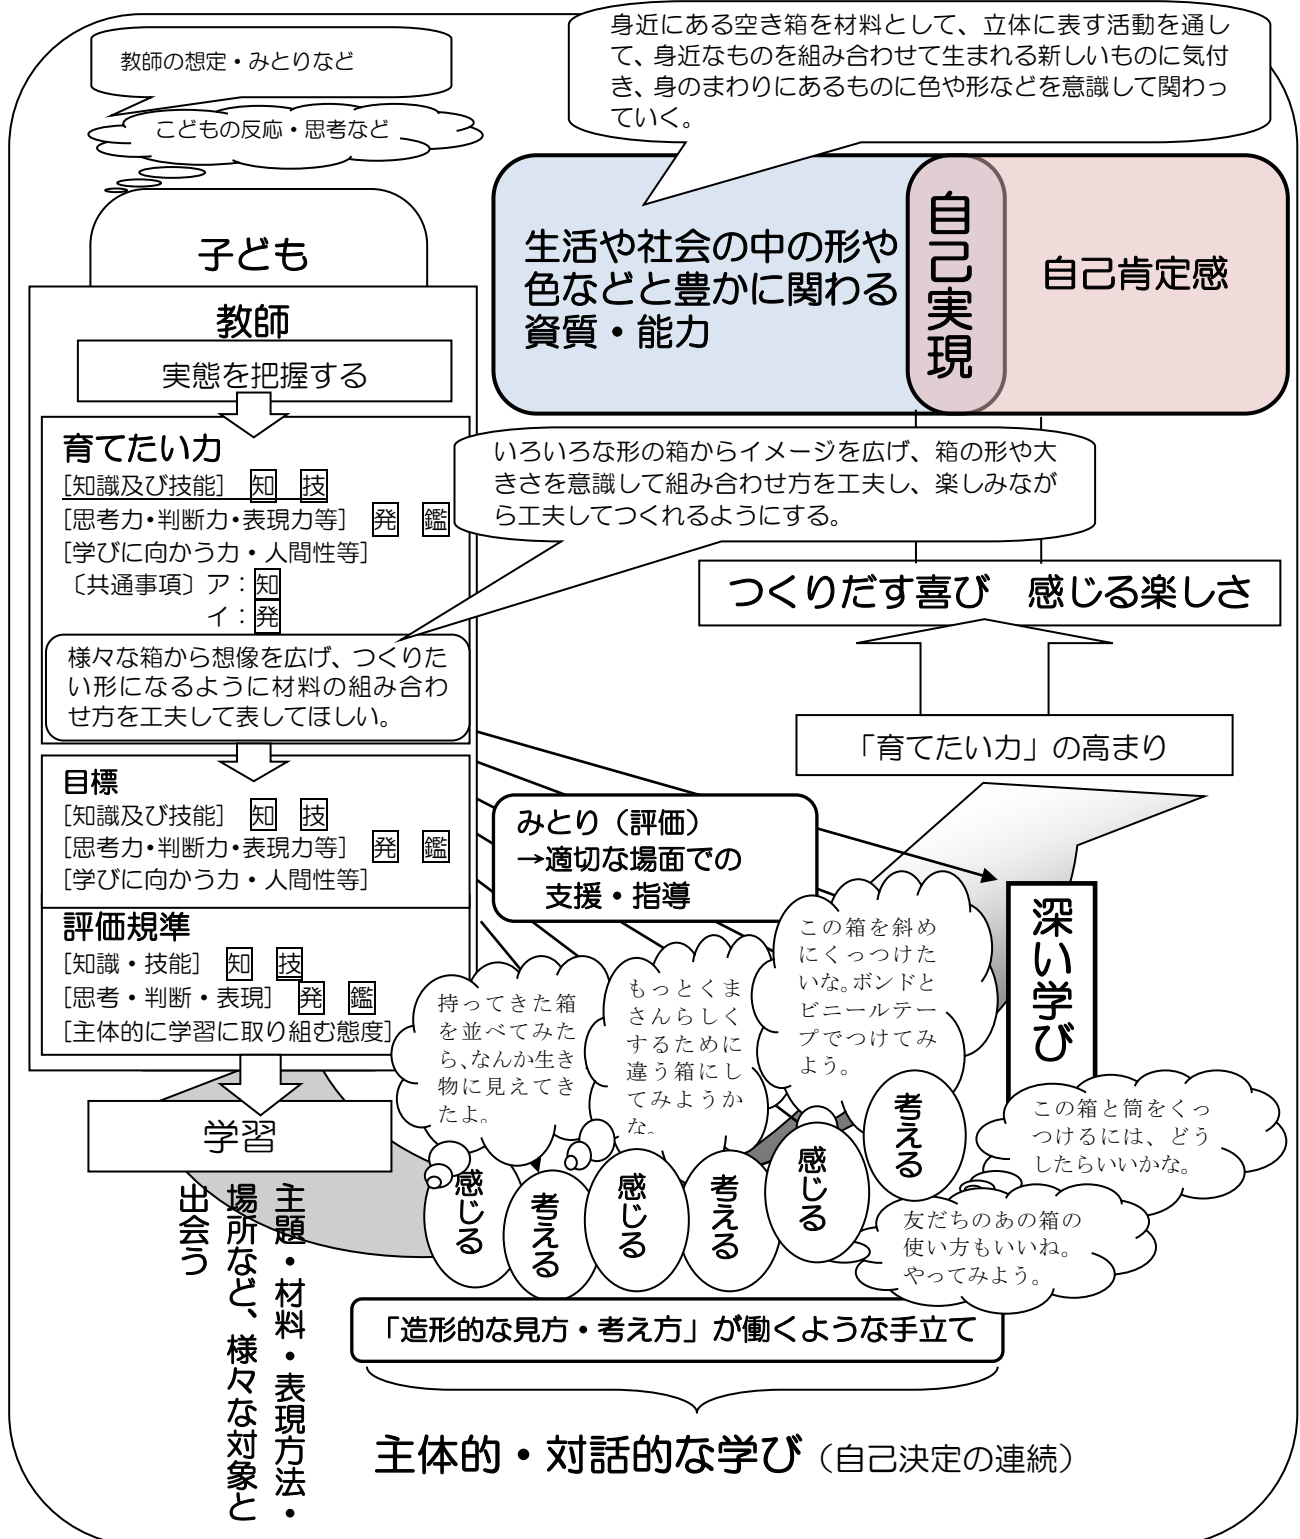 教師の想定・みとりなど
こどもの反応・思考など
身近にある空き箱を材料として、立体に表す活動を通し
て、身近なものを組み合わせて生まれる新しいものに気付
き、身のまわりにあるものに色や形などを意識して関わっ
ていく。
生活や社会の中の形や
色などと豊かに関わる
資質・能力
自己実現
自己肯定感
子ども
教師
実態を把握する
育てたい力
[知識及び技能] 知 技
[思考力・判断力・表現力等] 発 鑑
[学びに向かう力・人間性等]
〔共通事項〕ア：知
イ：発
様々な箱から想像を広げ、つくりた
い形になるように材料の組み合わ
せ方を工夫して表してほしい。
いろいろな形の箱からイメージを広げ、箱の形や大
きさを意識して組み合わせ方を工夫し、楽しみなが
ら工夫してつくれるようにする。
つくりだす喜び　感じる楽しさ
「育てたい力」の高まり
目標
[知識及び技能] 知 技
[思考力・判断力・表現力等] 発 鑑
[学びに向かう力・人間性等]
評価規準
[知識・技能] 知 技
[思考・判断・表現] 発 鑑
[主体的に学習に取り組む態度]
みとり（評価）
→適切な場面での
支援・指導
深い学び
持ってきた箱
を並べてみた
ら、なんか生き
物に見えてき
たよ。
もっとくま
さんらしく
するために
違う箱にし
てみようか
な。
この箱を斜め
にくっつけた
いな。ボンドと
ビニールテー
プでつけてみ
よう。
この箱と筒をくっ
つけるには、どう
したらいいかな。
友だちのあの箱の
使い方もいいね。
やってみよう。
感じる
考える
感じる
考える
感じる
考える
学習
主題・材料・表現方法・
場所など、様々な対象と
出会う
「造形的な見方・考え方」が働くような手立て
主体的・対話的な学び（自己決定の連続）